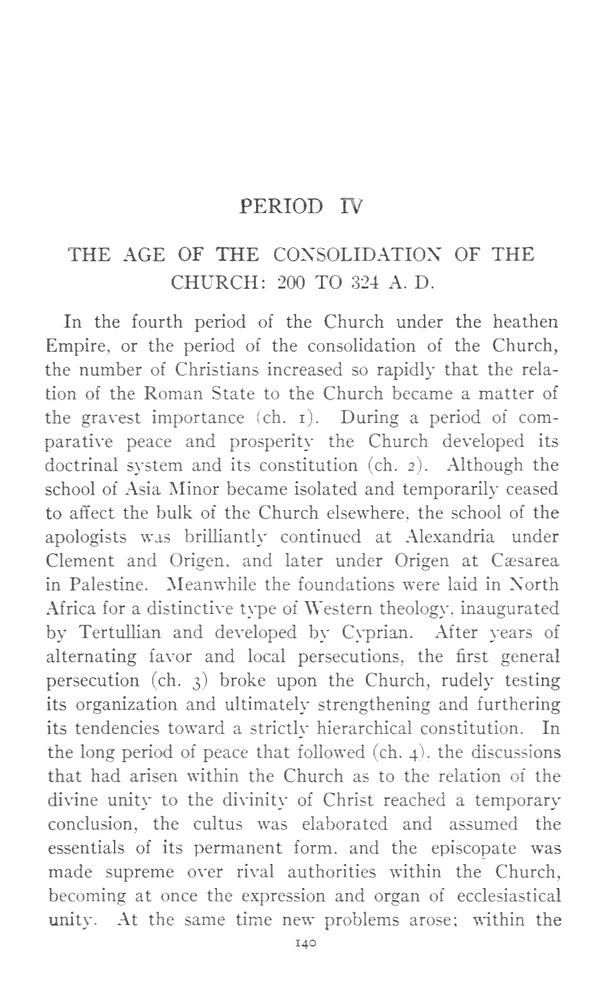 PERIOD IV
THE AGE OF THE CONSOLIDATION OF THE
CHURCH: 200 TO 324 A. D.
In the fourth period of the Church under the heathen
Empire, or the period of the consolidation of the Church,
the number of Christians increased so rapidly that the rela-
tion of the Roman State to the Church became a matter of
the gravest importance (ch. 1). During a period of com-
parative peace and prosperity the Church developed its
doctrinal system and its constitution (ch. 2). Although the
school of Asia Minor became isolated and temporarily ceased
to affect the bulk of the Church elsewhere, the school of the
apologists was brilliantly continued at Alexandria under
Clement and Origen, and later under Origen at Cæsarea
in Palestine. Meanwhile the foundations were laid in North
Africa for a distinctive type of Western theology, inaugurated
by Tertullian and developed by Cyprian. After years of
alternating favor and local persecutions, the first general
persecution (ch. 3) broke upon the Church, rudely testing
its organization and ultimately strengthening and furthering
its tendencies toward a strictly hierarchical constitution. In
the long period of peace that followed (ch. 4), the discussions
that had arisen within the Church as to the relation of the
divine unity to the divinity of Christ reached a temporary
conclusion, the cultus was elaborated and assumed the
essentials of its permanent form, and the episcopate was
made supreme over rival authorities within the Church,
becoming at once the expression and organ of ecclesiastical
unity. At the same time new problems arose; within the
140